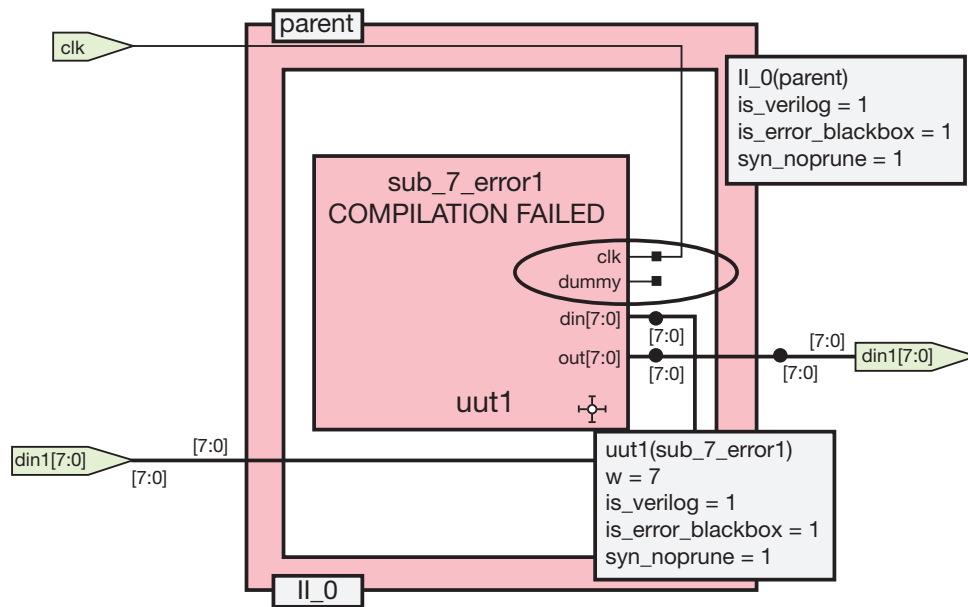 parent
clk
II_0(parent)
is_verilog = 1
is_error_blackbox = 1
syn_noprune = 1
sub_7_error1
COMPILATION FAILED
clk
dummy
din[7:0]
[7:0]
out[7:0]
[7:0]
[7:0]
[7:0]
din1[7:0]
uut1
din1[7:0]
[7:0]
[7:0]
uut1(sub_7_error1)
w = 7
is_verilog = 1
is_error_blackbox = 1
syn_noprune = 1
II_0